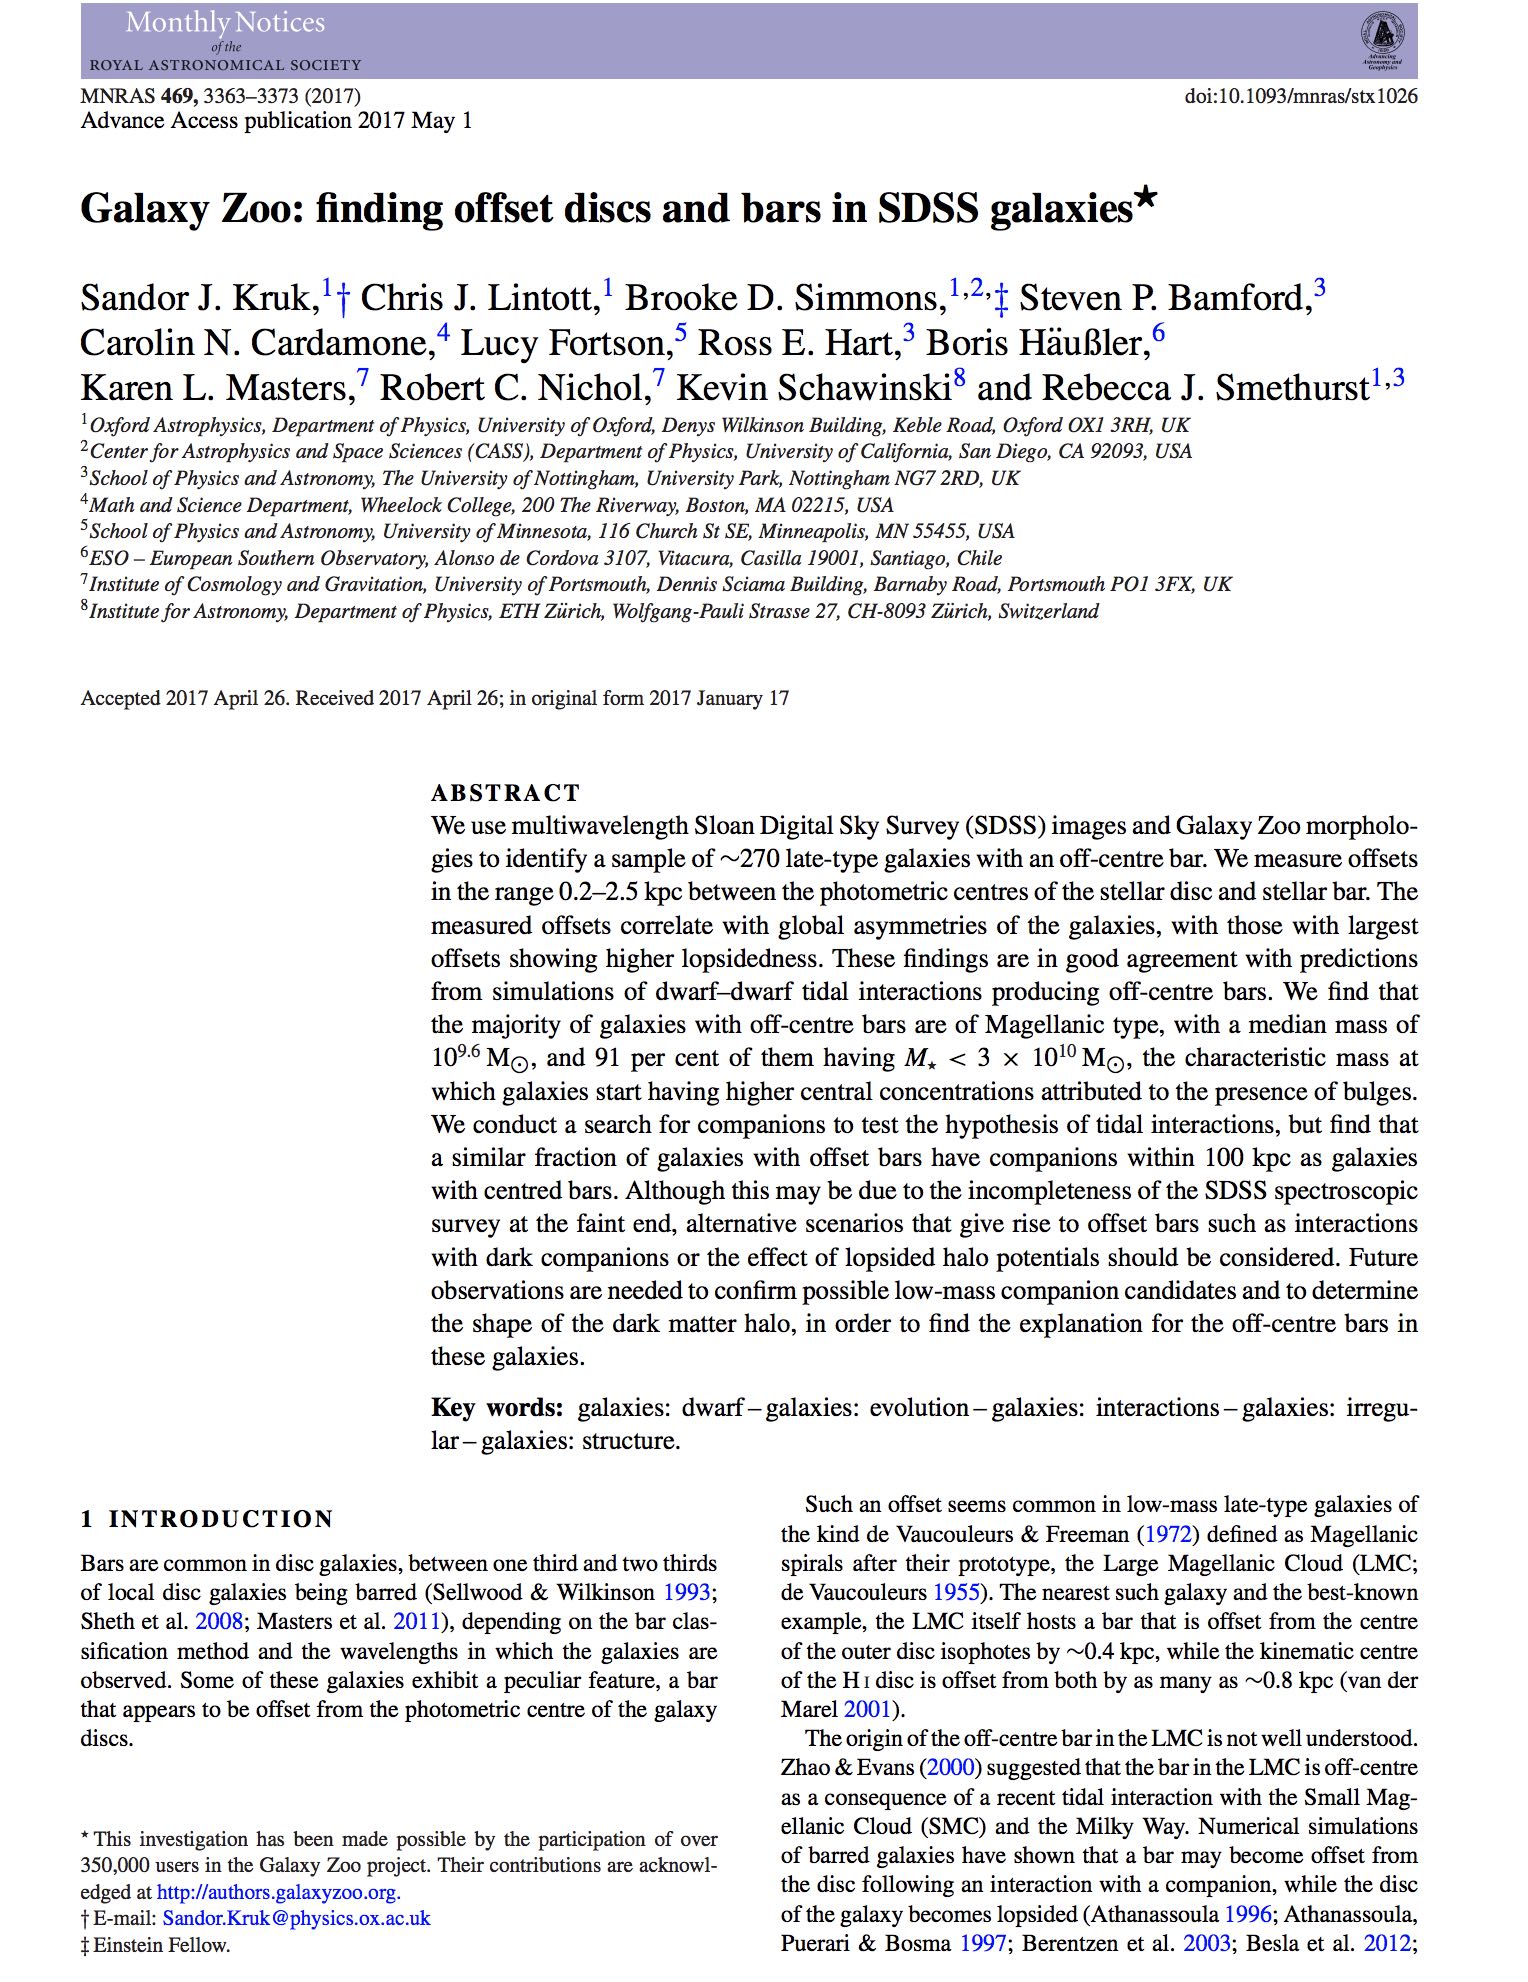 Monthly Notices
of the
ROYAL ASTRONOMICAL SOCIETY
Advancing
Astronomy and
Geophysics
MNRAS 469, 3363–3373 (2017)
doi:10.1093/mnras/stx1026
Advance Access publication 2017 May 1
Galaxy Zoo: finding offset discs and bars in SDSS galaxies★
Sandor J. Kruk,1† Chris J. Lintott,1 Brooke D. Simmons,1,2,‡ Steven P. Bamford,3
Carolin N. Cardamone,4 Lucy Fortson,5 Ross E. Hart,3 Boris Häußler,6
Karen L. Masters,7 Robert C. Nichol,7 Kevin Schawinski8 and Rebecca J. Smethurst1,3
1Oxford Astrophysics, Department of Physics, University of Oxford, Denys Wilkinson Building, Keble Road, Oxford OX1 3RH, UK
2Center for Astrophysics and Space Sciences (CASS), Department of Physics, University of California, San Diego, CA 92093, USA
3School of Physics and Astronomy, The University of Nottingham, University Park, Nottingham NG7 2RD, UK
4Math and Science Department, Wheelock College, 200 The Riverway, Boston, MA 02215, USA
5School of Physics and Astronomy, University of Minnesota, 116 Church St SE, Minneapolis, MN 55455, USA
6ESO – European Southern Observatory, Alonso de Cordova 3107, Vitacura, Casilla 19001, Santiago, Chile
7Institute of Cosmology and Gravitation, University of Portsmouth, Dennis Sciama Building, Barnaby Road, Portsmouth PO1 3FX, UK
8Institute for Astronomy, Department of Physics, ETH Zürich, Wolfgang-Pauli Strasse 27, CH-8093 Zürich, Switzerland
Accepted 2017 April 26. Received 2017 April 26; in original form 2017 January 17
ABSTRACT
We use multiwavelength Sloan Digital Sky Survey (SDSS) images and Galaxy Zoo morpholo-
gies to identify a sample of ∼270 late-type galaxies with an off-centre bar. We measure offsets
in the range 0.2–2.5 kpc between the photometric centres of the stellar disc and stellar bar. The
measured offsets correlate with global asymmetries of the galaxies, with those with largest
offsets showing higher lopsidedness. These findings are in good agreement with predictions
from simulations of dwarf–dwarf tidal interactions producing off-centre bars. We find that
the majority of galaxies with off-centre bars are of Magellanic type, with a median mass of
10^9.6 M⊙, and 91 per cent of them having M⋆ < 3 × 10^10 M⊙, the characteristic mass at
which galaxies start having higher central concentrations attributed to the presence of bulges.
We conduct a search for companions to test the hypothesis of tidal interactions, but find that
a similar fraction of galaxies with offset bars have companions within 100 kpc as galaxies
with centred bars. Although this may be due to the incompleteness of the SDSS spectroscopic
survey at the faint end, alternative scenarios that give rise to offset bars such as interactions
with dark companions or the effect of lopsided halo potentials should be considered. Future
observations are needed to confirm possible low-mass companion candidates and to determine
the shape of the dark matter halo, in order to find the explanation for the off-centre bars in
these galaxies.
Key words: galaxies: dwarf – galaxies: evolution – galaxies: interactions – galaxies: irregu-
lar – galaxies: structure.
1 INTRODUCTION
Bars are common in disc galaxies, between one third and two thirds
of local disc galaxies being barred (Sellwood & Wilkinson 1993;
Sheth et al. 2008; Masters et al. 2011), depending on the bar clas-
sification method and the wavelengths in which the galaxies are
observed. Some of these galaxies exhibit a peculiar feature, a bar
that appears to be offset from the photometric centre of the galaxy
discs.
★ This investigation has been made possible by the participation of over
350,000 users in the Galaxy Zoo project. Their contributions are acknowl-
edged at http://authors.galaxyzoo.org.
† E-mail: Sandor.Kruk@physics.ox.ac.uk
‡ Einstein Fellow.
Such an offset seems common in low-mass late-type galaxies of
the kind de Vaucouleurs & Freeman (1972) defined as Magellanic
spirals after their prototype, the Large Magellanic Cloud (LMC;
de Vaucouleurs 1955). The nearest such galaxy and the best-known
example, the LMC itself hosts a bar that is offset from the centre
of the outer disc isophotes by ∼0.4 kpc, while the kinematic centre
of the H I disc is offset from both by as many as ∼0.8 kpc (van der
Marel 2001).
The origin of the off-centre bar in the LMC is not well understood.
Zhao & Evans (2000) suggested that the bar in the LMC is off-centre
as a consequence of a recent tidal interaction with the Small Mag-
ellanic Cloud (SMC) and the Milky Way. Numerical simulations
of barred galaxies have shown that a bar may become offset from
the disc following an interaction with a companion, while the disc
of the galaxy becomes lopsided (Athanassoula 1996; Athanassoula,
Puerari & Bosma 1997; Berentzen et al. 2003; Besla et al. 2012;